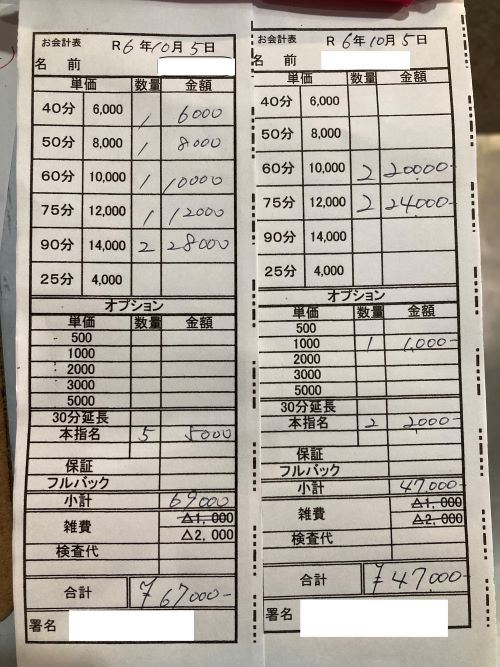 お会計表 R6年10月5日
名 前
単価 数量 金額
40分 6,000 1 6000
50分 8,000 1 8000
60分 10,000 1 10000
75分 12,000 1 12000
90分 14,000 2 28000
25分 4,000
オプション
単価 数量 金額
500
1000
2000
3000
5000
30分延長
本指名 5 5000
保証
フルバック
小計 69000
雑費 △1,000
△2,000
検査代
合計 ¥67000-
署名
お会計表 R6年10月5日
名 前
単価 数量 金額
40分 6,000
50分 8,000
60分 10,000 2 20000-
75分 12,000 2 24000-
90分 14,000
25分 4,000
オプション
単価 数量 金額
500
1000 1 1,000-
2000
3000
5000
30分延長
本指名 2 2,000-
保証
フルバック
小計 47,000-
雑費 △1,000
△2,000
検査代
合計 ¥47,000-
署名